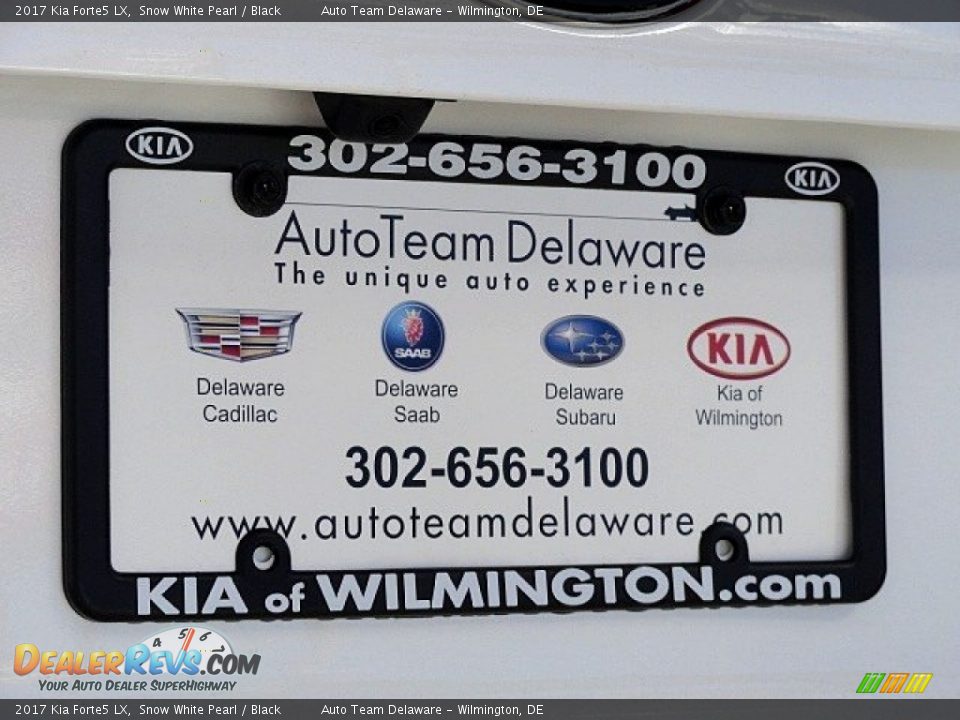 2017 Kia Forte5 LX, Snow White Pearl / Black Auto Team Delaware - Wilmington, DE
KIA 302-656-3100 KIA
AutoTeam Delaware
The unique auto experience
SAAB KIA
Delaware Cadillac
Delaware Saab
Delaware Subaru
Kia of Wilmington
302-656-3100
www.autoteamdelaware.com
KIA of WILMINGTON.com
4 5 6
DealerRevs.com
Your Auto Dealer SuperHighway
2017 Kia Forte5 LX, Snow White Pearl / Black Auto Team Delaware - Wilmington, DE